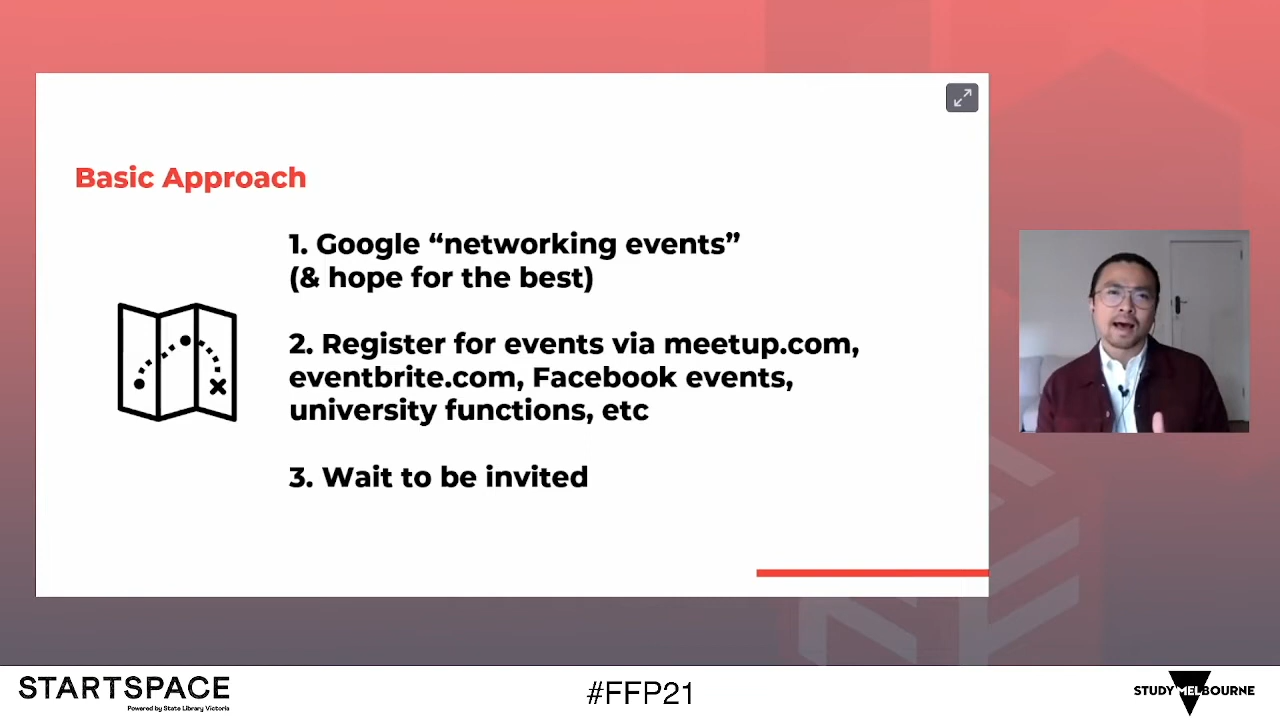 Basic Approach
1. Google “networking events”
(& hope for the best)
2. Register for events via meetup.com,
eventbrite.com, Facebook events,
university functions, etc
3. Wait to be invited
STARTSPACE
Powered by State Library Victoria
#FFP21
STUDY MELBOURNE